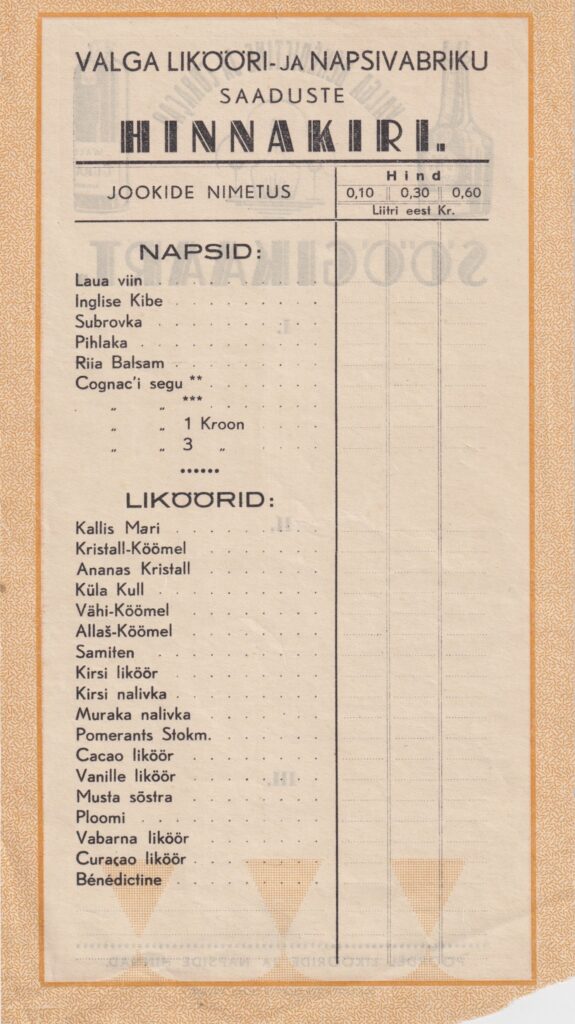 VALGA LIKÖÖRI- JA NAPSIVABRIKU
SAADUSTE
HINNAKIRI.
JOOKIDE NIMETUS
Hind
0,10 0,30 0,60
Liitri eest Kr.
NAPSID:
Laua viin . . . . . . . .
Inglise Kibe . . . . . . . .
Subrovka . . . . . . . . .
Pihlaka . . . . . . . . .
Riia Balsam . . . . . . . .
Cognac'i segu ** . . . . . .
„ „ *** . . . . . .
„ „ 1 Kroon . . . .
„ „ 3 „ . . . .
••••••
LIKÖÖRID:
Kallis Mari . . . . . . .
Kristall-Köömel . . . . . .
Ananas Kristall . . . . . .
Küla Kull . . . . . . . .
Vähi-Köömel . . . . . . .
Allaš-Köömel . . . . . . .
Samiten . . . . . . . .
Kirsi liköör . . . . . . .
Kirsi nalivka . . . . . . .
Muraka nalivka . . . . . .
Pomerants Stokm. . . . . .
Cacao liköör . . . . . . .
Vanille liköör . . . . . . .
Musta sõstra . . . . . . .
Ploomi . . . . . . . . .
Vabarna liköör . . . . . .
Curaçao liköör . . . . . .
Bénédictine . . . . . . .